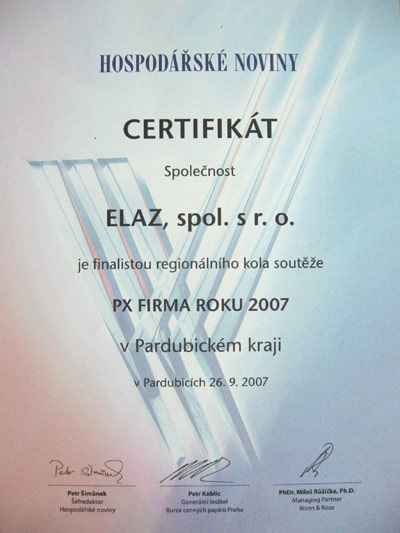 HOSPODÁŘSKÉ NOVINY
CERTIFIKÁT
Společnost
ELAZ, spol. s r. o.
je finalistou regionálního kola soutěže
PX FIRMA ROKU 2007
v Pardubickém kraji
v Pardubicích 26. 9. 2007
Petr Šimůnek
Šéfredaktor
Hospodářské noviny
Petr Koblic
Generální ředitel
Burza cenných papírů Praha
PhDr. Miloš Růžička, Ph.D.
Managing Partner
Bison & Rose